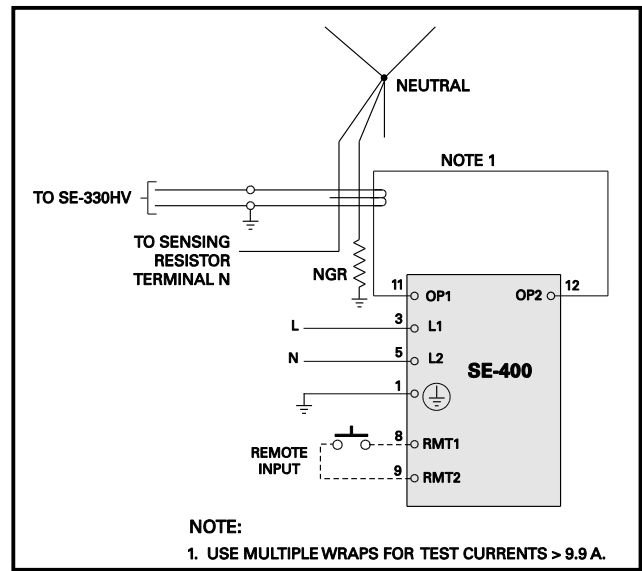 NEUTRAL
NOTE 1
TO SE-330HV
TO SENSING
RESISTOR
TERMINAL N
NGR
11
OP1
OP2
12
L
3
L1
N
5
L2
SE-400
1
REMOTE
INPUT
8
RMT1
9
RMT2
NOTE:
1. USE MULTIPLE WRAPS FOR TEST CURRENTS > 9.9 A.